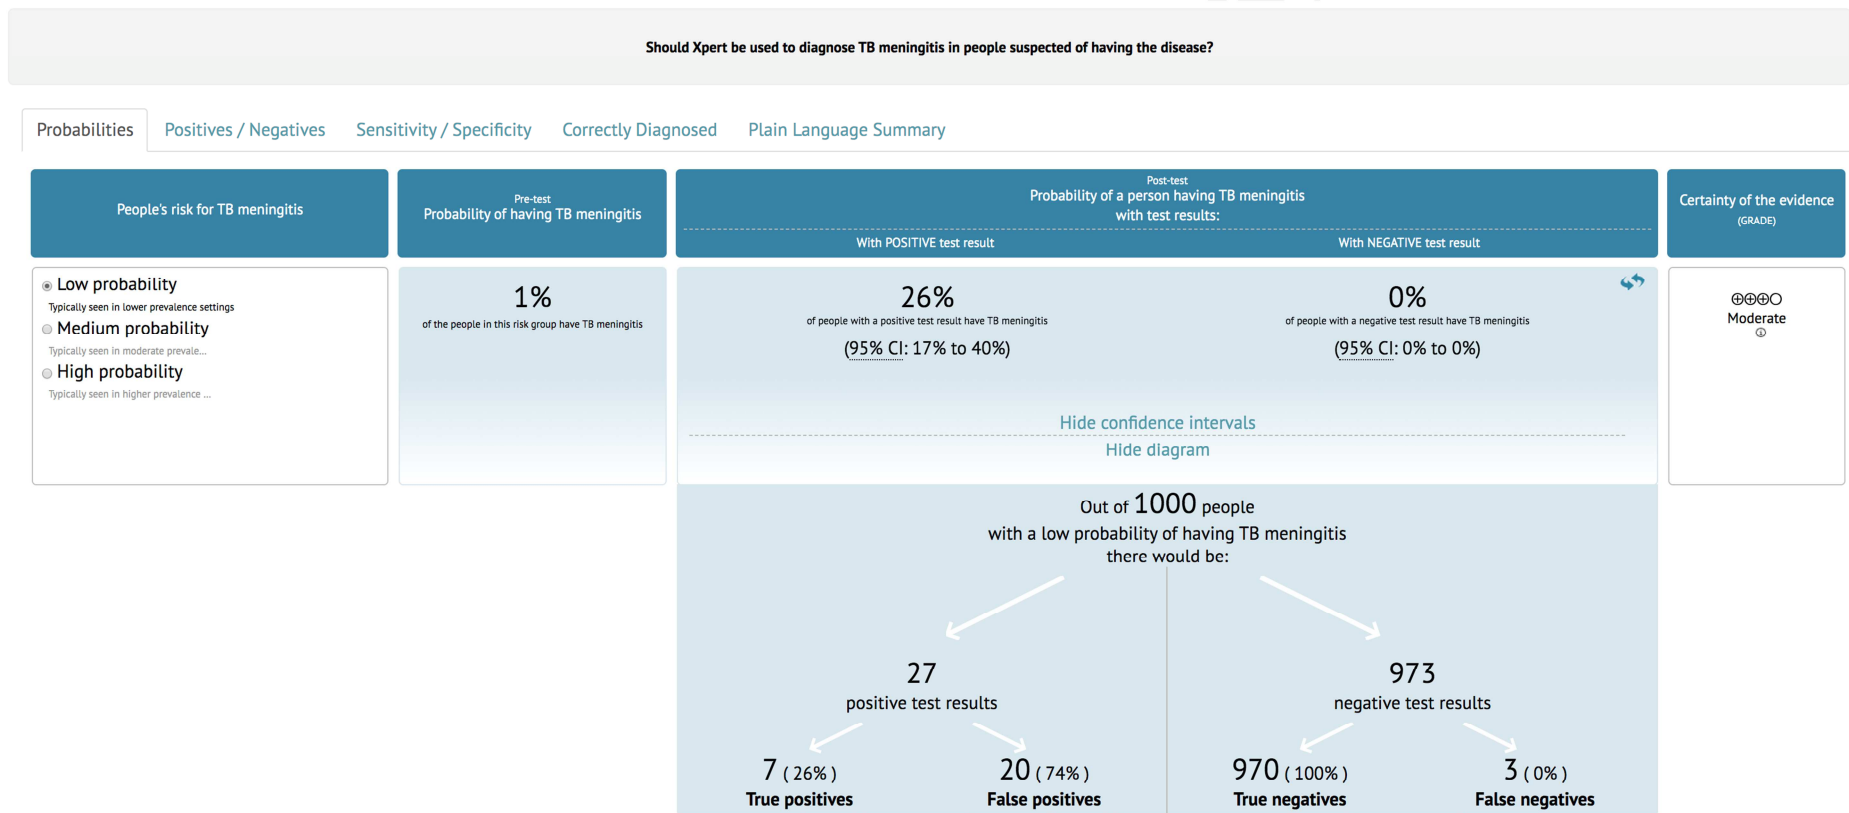 Should Xpert be used to diagnose TB meningitis in people suspected of having the disease?
Probabilities
Positives / Negatives
Sensitivity / Specificity
Correctly Diagnosed
Plain Language Summary
People's risk for TB meningitis
Pre-test
Probability of having TB meningitis
Post-test
Probability of a person having TB meningitis
with test results:
With POSITIVE test result
With NEGATIVE test result
Certainty of the evidence
(GRADE)
Low probability
Typically seen in lower prevalence settings
Medium probability
Typically seen in moderate prevale...
High probability
Typically seen in higher prevalence ...
1%
of the people in this risk group have TB meningitis
26%
of people with a positive test result have TB meningitis
(95% CI: 17% to 40%)
0%
of people with a negative test result have TB meningitis
(95% CI: 0% to 0%)
Moderate
Hide confidence intervals
Hide diagram
Out of 1000 people
with a low probability of having TB meningitis
there would be:
27
positive test results
973
negative test results
7 ( 26% )
True positives
20 ( 74% )
False positives
970 ( 100% )
True negatives
3 ( 0% )
False negatives